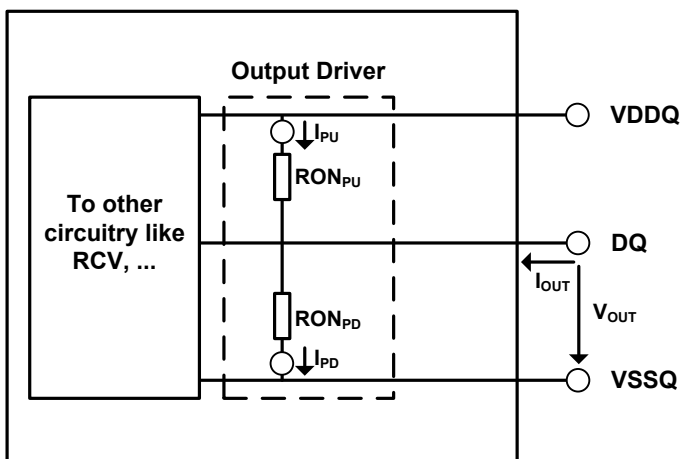 Output Driver
VDDQ
IPU
RONPU
To other
circuitry like
RCV, ...
DQ
IOUT
VOUT
RONPD
IPD
VSSQ